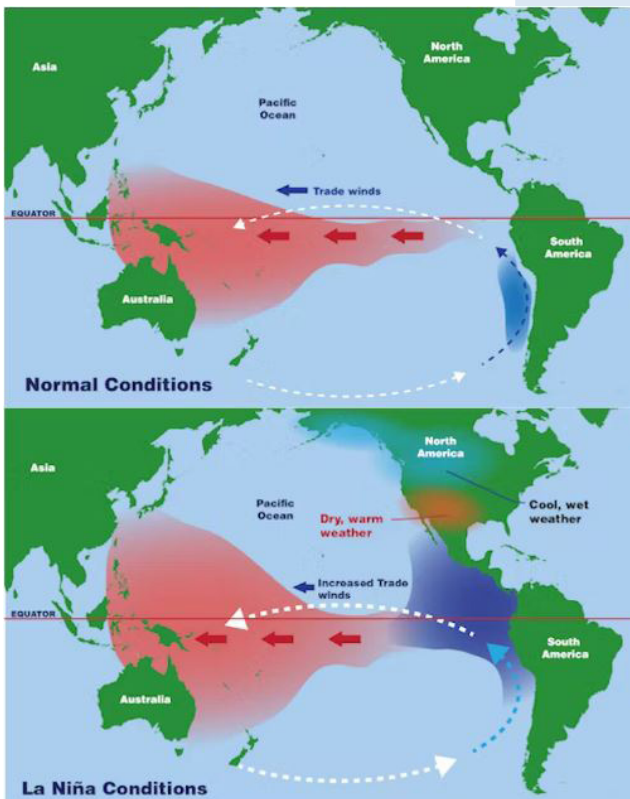 Asia
North
America
Pacific
Ocean
Trade winds
EQUATOR
South
America
Australia
Normal Conditions
Asia
North
America
Pacific
Ocean
Dry, warm
weather
Cool, wet
weather
Increased Trade
winds
EQUATOR
South
America
Australia
La Niña Conditions